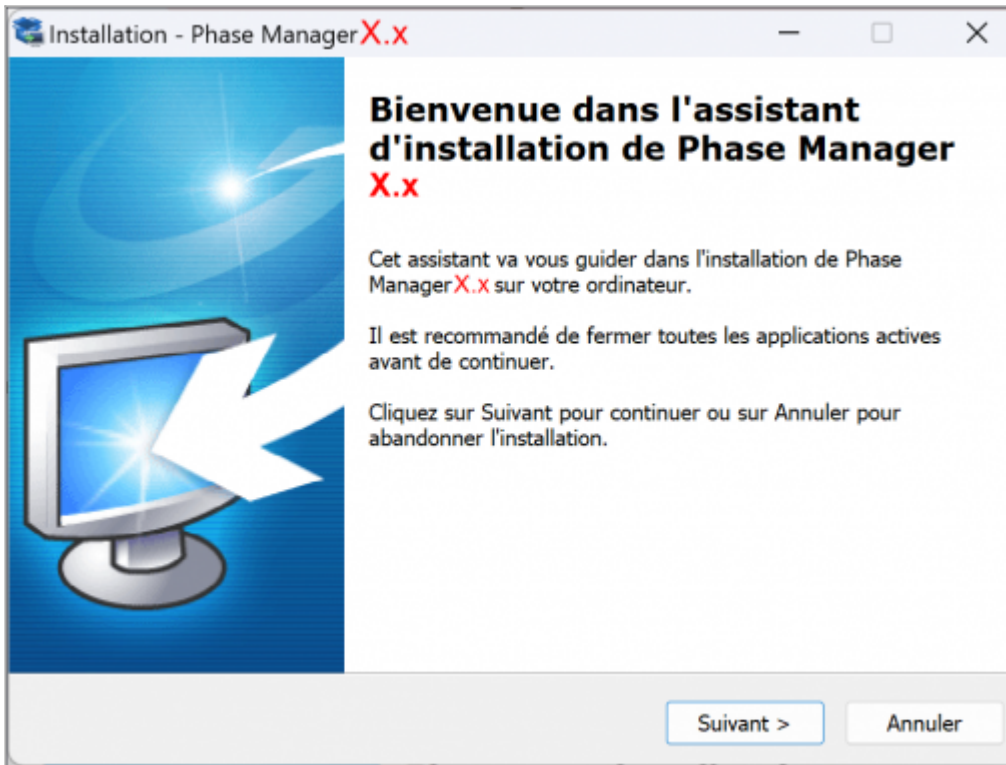 Installation - Phase Manager X.x
Bienvenue dans l'assistant
d'installation de Phase Manager
X.x
Cet assistant va vous guider dans l'installation de Phase
Manager X.x sur votre ordinateur.
Il est recommandé de fermer toutes les applications actives
avant de continuer.
Cliquez sur Suivant pour continuer ou sur Annuler pour
abandonner l'installation.
Suivant > Annuler